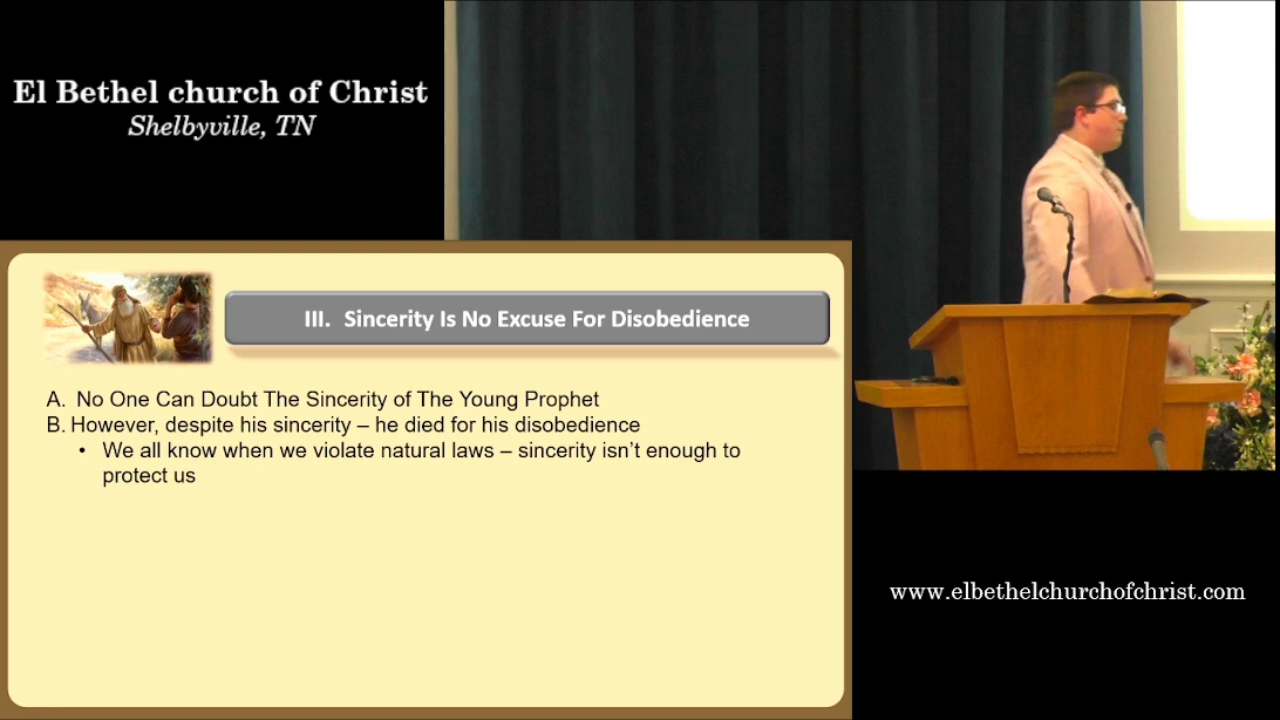 El Bethel church of Christ
Shelbyville, TN
III. Sincerity Is No Excuse For Disobedience
A. No One Can Doubt The Sincerity of The Young Prophet
B. However, despite his sincerity – he died for his disobedience
• We all know when we violate natural laws – sincerity isn’t enough to
protect us
www.elbethelchurchofchrist.com